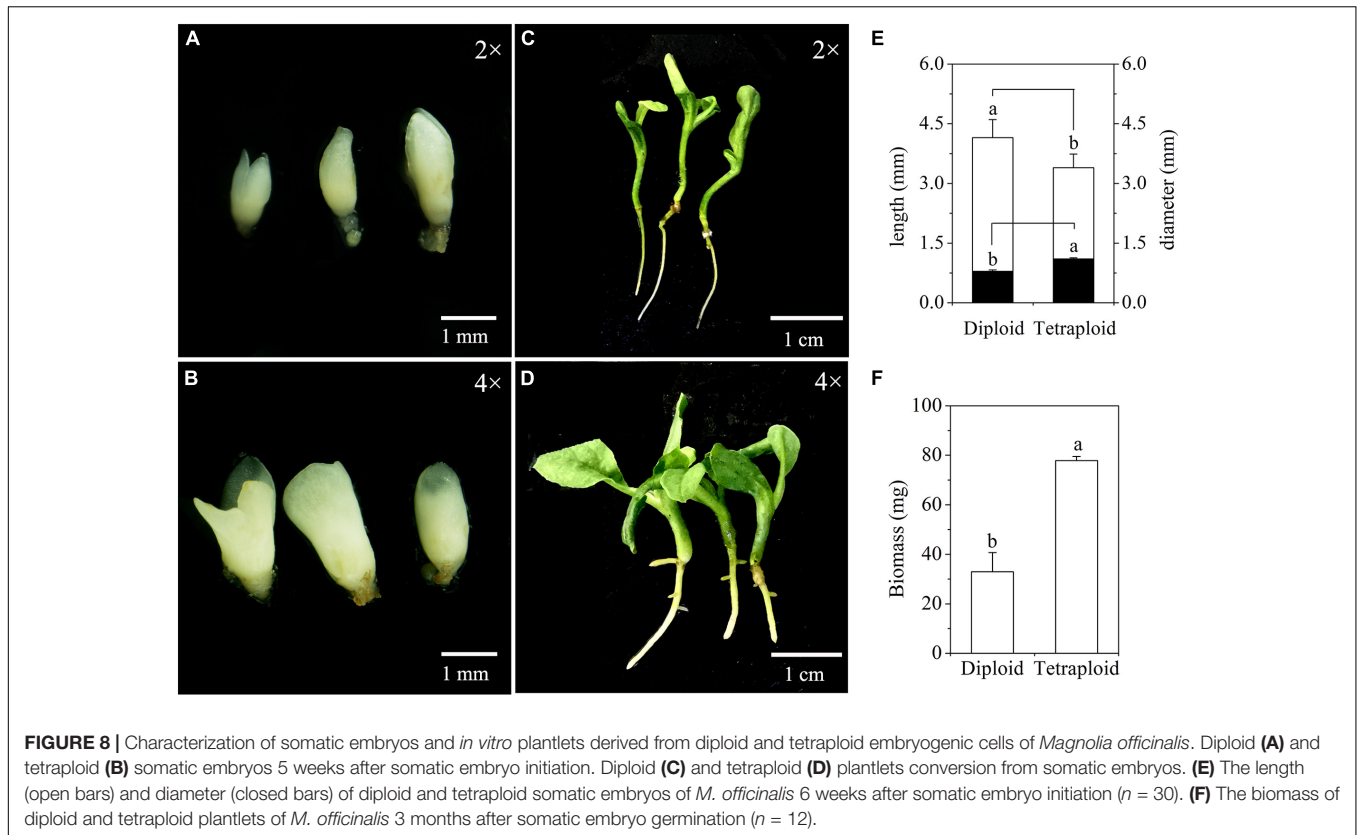 A
2×
1 mm
B
4×
1 mm
C
2×
1 cm
D
4×
1 cm
E
6.0
4.5
3.0
1.5
0.0
length (mm)
6.0
4.5
3.0
1.5
0.0
diameter (mm)
a
b
b
a
Diploid Tetraploid
F
100
80
60
40
20
0
Biomass (mg)
b
a
Diploid Tetraploid
FIGURE 8 | Characterization of somatic embryos and in vitro plantlets derived from diploid and tetraploid embryogenic cells of Magnolia officinalis. Diploid (A) and
tetraploid (B) somatic embryos 5 weeks after somatic embryo initiation. Diploid (C) and tetraploid (D) plantlets conversion from somatic embryos. (E) The length
(open bars) and diameter (closed bars) of diploid and tetraploid somatic embryos of M. officinalis 6 weeks after somatic embryo initiation (n = 30). (F) The biomass of
diploid and tetraploid plantlets of M. officinalis 3 months after somatic embryo germination (n = 12).